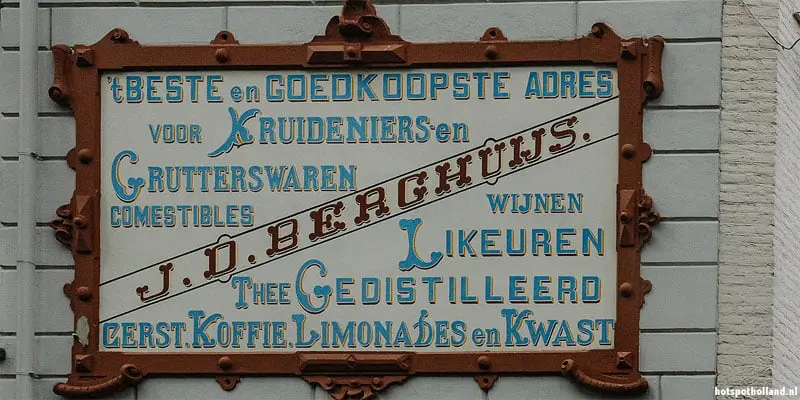 't BESTE en GOEDKOOPSTE ADRES
VOOR KRUIDENIERS-en
GRUTTERSWAREN
COMESTIBLES
J. D. BERGHUIJS.
WIJNEN
LIKEUREN
THEE GEDISTILLEERD
GERST. KOFFIE. LIMONADES en KWAST
hotspotholland.nl